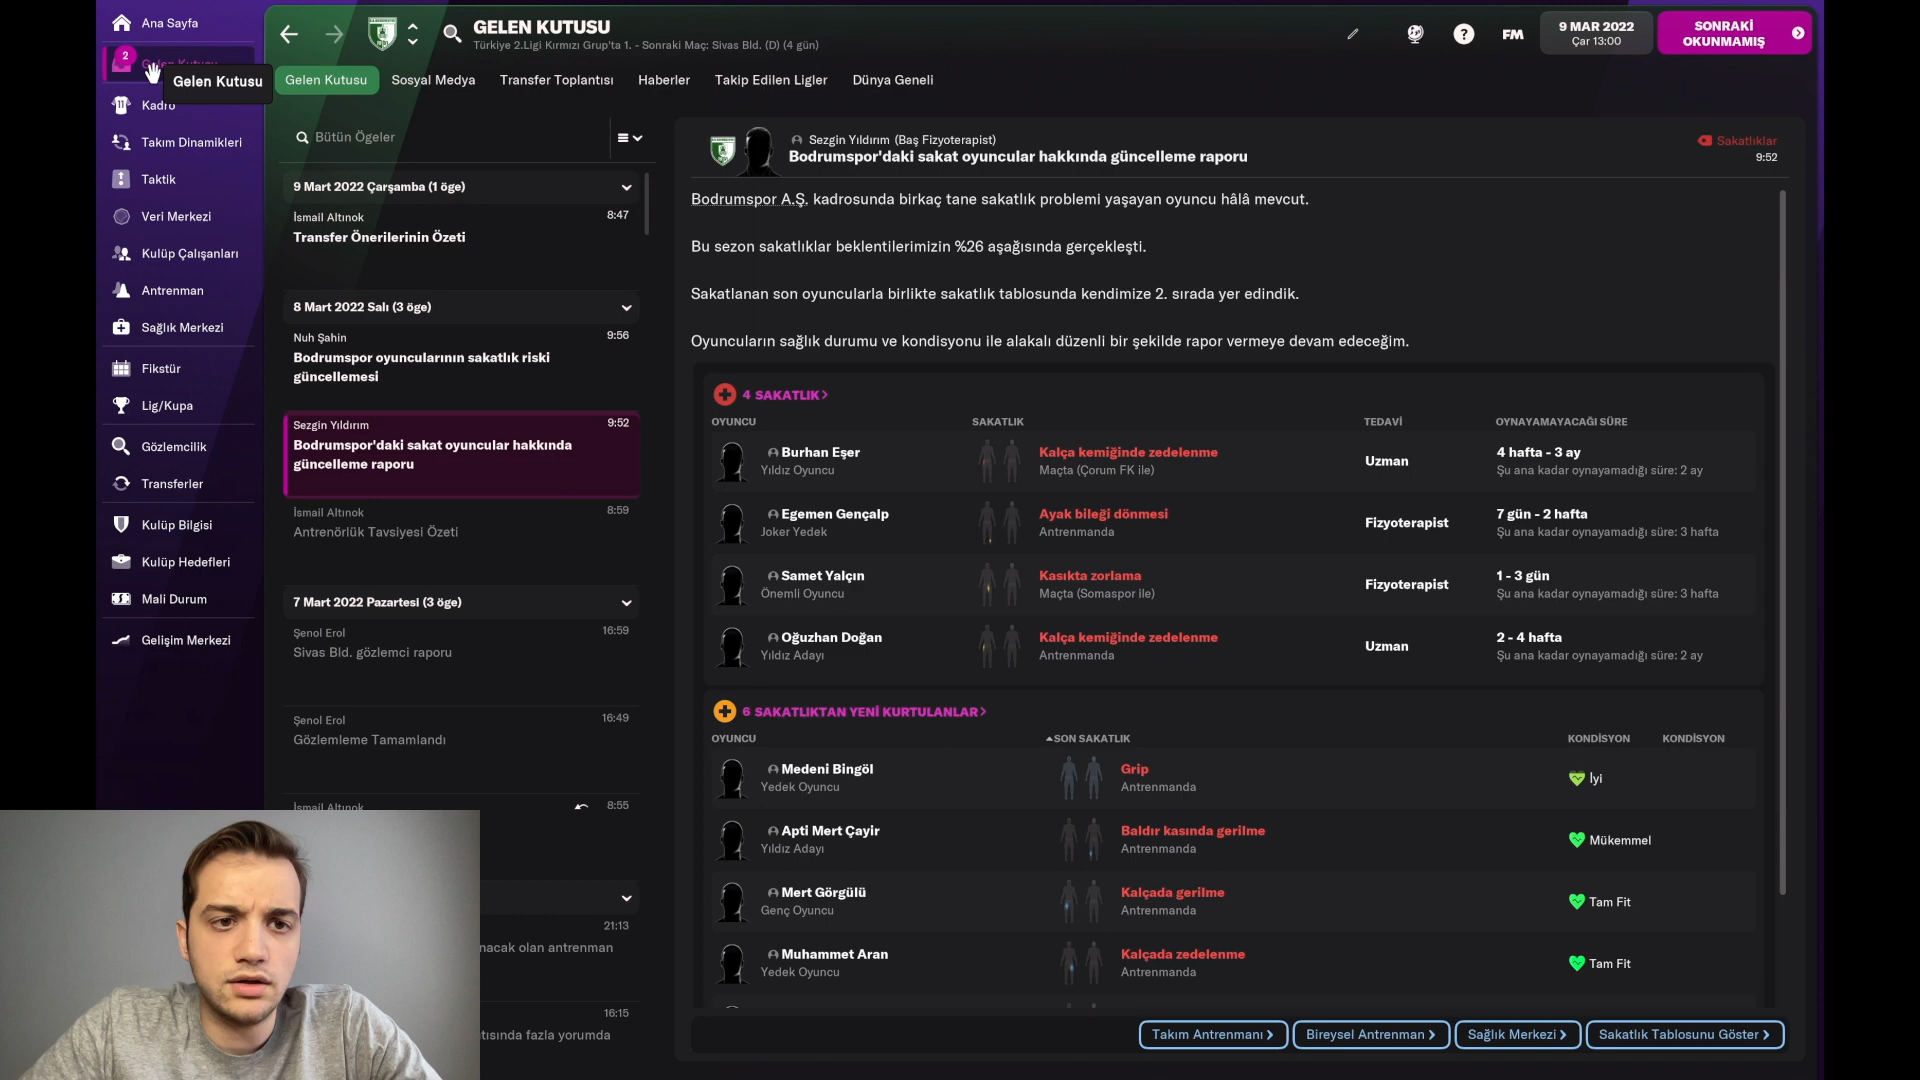 Ana Sayfa
2
Gelen Kutusu
Gelen Kutusu
Kadro
Takım Dinamikleri
Taktik
Veri Merkezi
Kulüp Çalışanları
Antrenman
Sağlık Merkezi
Fikstür
Lig/Kupa
Gözlemcilik
Transferler
Kulüp Bilgisi
Kulüp Hedefleri
Mali Durum
Gelişim Merkezi
GELEN KUTUSU
Türkiye 2.Ligi Kırmızı Grup'ta 1. - Sonraki Maç: Sivas Bld. (D) (4 gün)
FM
9 MAR 2022
Çar 13:00
SONRAKİ
OKUNMAMIŞ
Gelen Kutusu Sosyal Medya Transfer Toplantısı Haberler Takip Edilen Ligler Dünya Geneli
Bütün Ögeler
9 Mart 2022 Çarşamba (1 öge)
İsmail Altınok 8:47
Transfer Önerilerinin Özeti
8 Mart 2022 Salı (3 öge)
Nuh Şahin 9:56
Bodrumspor oyuncularının sakatlık riski
güncellemesi
Sezgin Yıldırım 9:52
Bodrumspor'daki sakat oyuncular hakkında
güncelleme raporu
İsmail Altınok 8:59
Antrenörlük Tavsiyesi Özeti
7 Mart 2022 Pazartesi (3 öge)
Şenol Erol 16:59
Sivas Bld. gözlemci raporu
Şenol Erol 16:49
Gözlemleme Tamamlandı
İsmail Altınok 8:55
21:13
nacak olan antrenman
16:15
ısında fazla yorumda
Sezgin Yıldırım (Baş Fizyoterapist) Sakatlıklar
Bodrumspor'daki sakat oyuncular hakkında güncelleme raporu 9:52
Bodrumspor A.Ş. kadrosunda birkaç tane sakatlık problemi yaşayan oyuncu hâlâ mevcut.
Bu sezon sakatlıklar beklentilerimizin %26 aşağısında gerçekleşti.
Sakatlanan son oyuncularla birlikte sakatlık tablosunda kendimize 2. sırada yer edindik.
Oyuncuların sağlık durumu ve kondisyonu ile alakalı düzenli bir şekilde rapor vermeye devam edeceğim.
4 SAKATLIK
OYUNCU SAKATLIK TEDAVİ OYNAYAMAYACAĞI SÜRE
Burhan Eşer Kalça kemiğinde zedelenme Uzman 4 hafta - 3 ay
Yıldız Oyuncu Maçta (Çorum FK ile) Şu ana kadar oynayamadığı süre: 2 ay
Egemen Gençalp Ayak bileği dönmesi Fizyoterapist 7 gün - 2 hafta
Joker Yedek Antrenmanda Şu ana kadar oynayamadığı süre: 3 hafta
Samet Yalçın Kasıkta zorlama Fizyoterapist 1 - 3 gün
Önemli Oyuncu Maçta (Somaspor ile) Şu ana kadar oynayamadığı süre: 3 hafta
Oğuzhan Doğan Kalça kemiğinde zedelenme Uzman 2 - 4 hafta
Yıldız Adayı Antrenmanda Şu ana kadar oynayamadığı süre: 2 ay
6 SAKATLIKTAN YENİ KURTULANLAR
OYUNCU SON SAKATLIK KONDİSYON KONDİSYON
Medeni Bingöl Grip İyi
Yedek Oyuncu Antrenmanda
Apti Mert Çayir Baldır kasında gerilme Mükemmel
Yıldız Adayı Antrenmanda
Mert Görgülü Kalçada gerilme Tam Fit
Genç Oyuncu Antrenmanda
Muhammet Aran Kalçada zedelenme Tam Fit
Yedek Oyuncu Antrenmanda
Takım Antrenmanı Bireysel Antrenman Sağlık Merkezi Sakatlık Tablosunu Göster